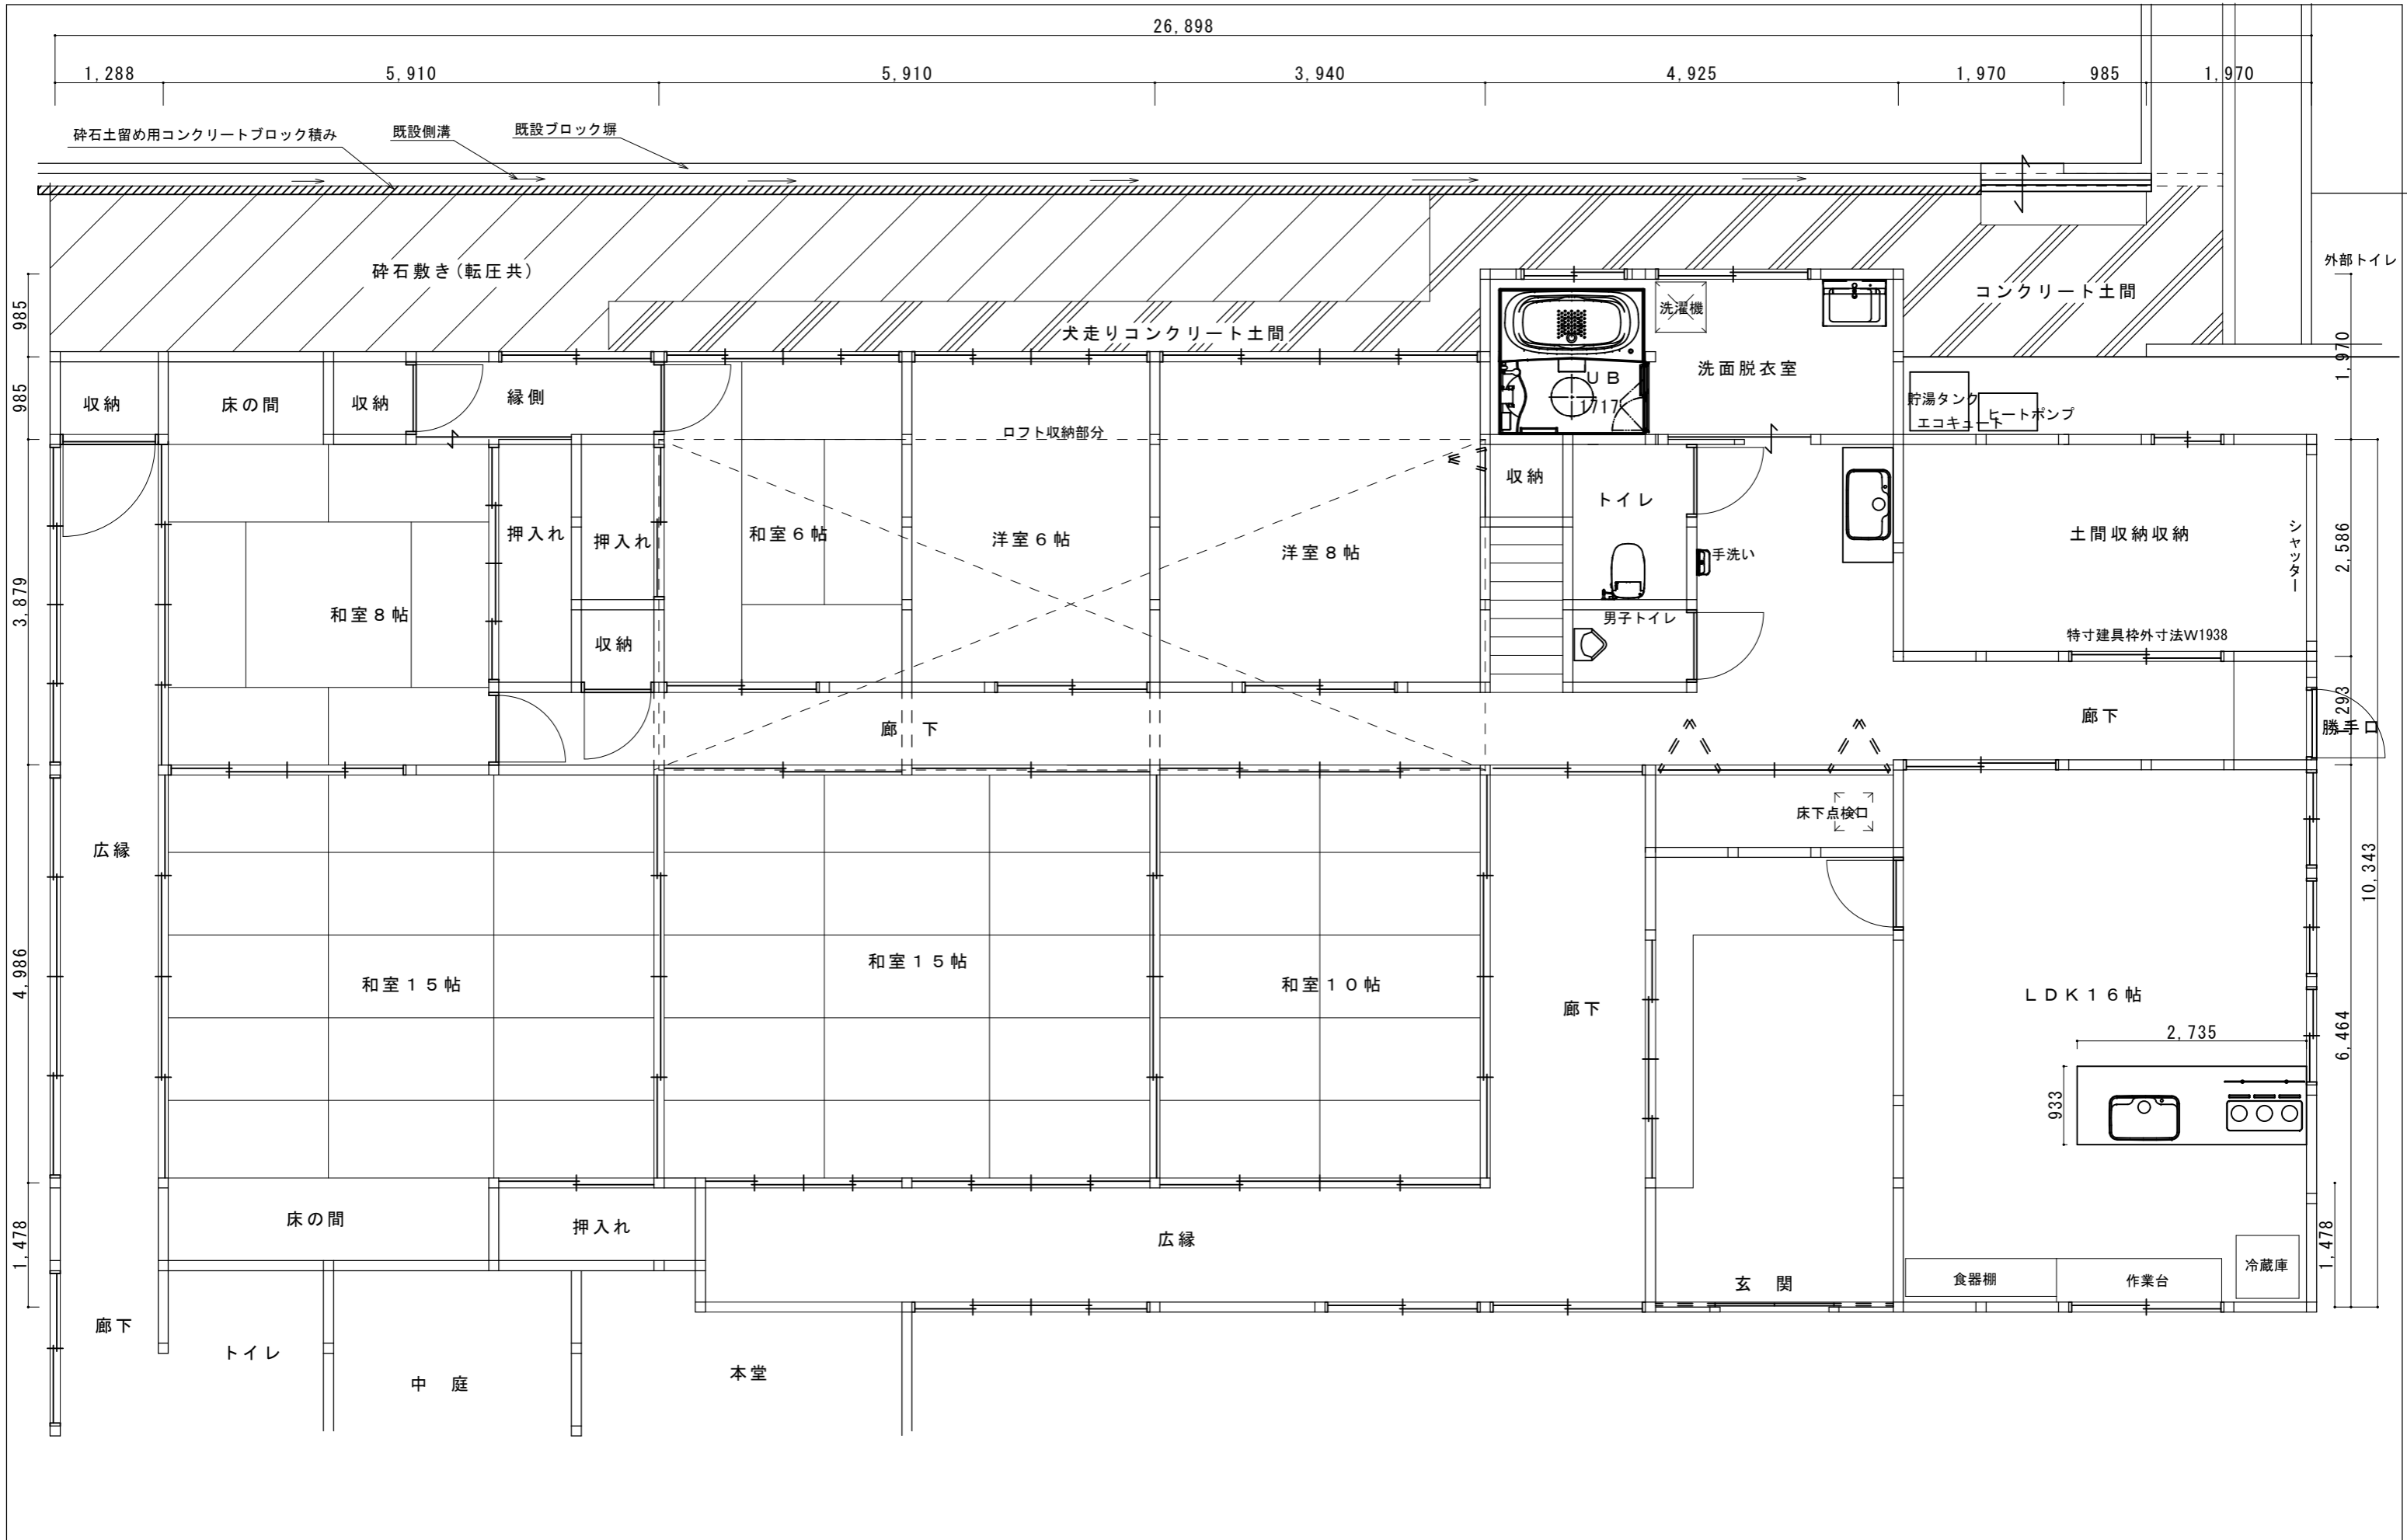 26,898
1,288
5,910
5,910
3,940
4,925
1,970
985
1,970
砕石土留め用コンクリートブロック積み
既設側溝
既設ブロック塀
砕石敷き(転圧共)
犬走りコンクリート土間
コンクリート土間
外部トイレ
985
985
3,879
4,986
1,478
1,970
2,586
1,293
6,464
10,343
1,478
収納
床の間
収納
縁側
ロフト収納部分
洗濯機
UB
1717
洗面脱衣室
貯湯タンク
エコキュート
ヒートポンプ
和室8帖
押入れ
押入れ
収納
和室6帖
洋室6帖
洋室8帖
収納
トイレ
手洗い
男子トイレ
土間収納収納
シャッター
特寸建具枠外寸法W1938
廊下
廊下
勝手口
床下点検口
広縁
和室15帖
和室15帖
和室10帖
廊下
LDK16帖
2,735
933
床の間
押入れ
広縁
玄関
食器棚
作業台
冷蔵庫
廊下
トイレ
中庭
本堂